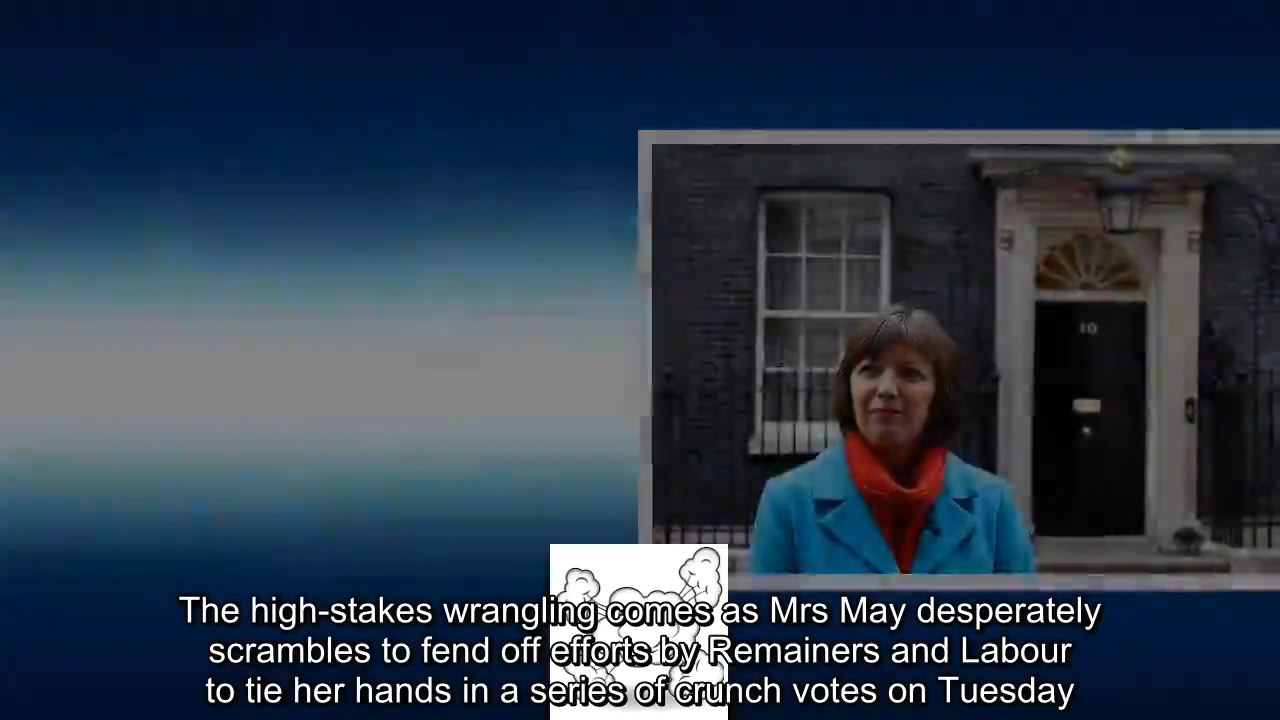 10
The high-stakes wrangling comes as Mrs May desperately
scrambles to fend off efforts by Remainers and Labour
to tie her hands in a series of crunch votes on Tuesday